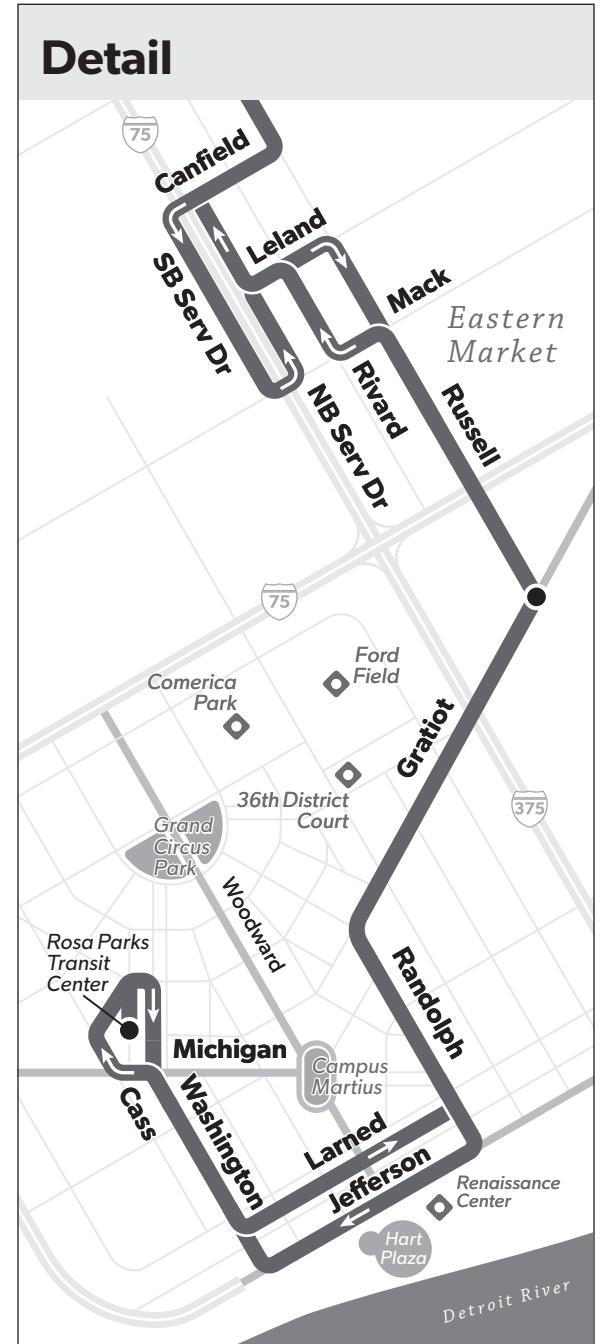 Detail
75
Canfield
Leland
SB Serv Dr
Mack
Eastern
Market
Rivard
NB Serv Dr
Russell
75
Ford
Field
Comerica
Park
Gratiot
36th District
Court
375
Grand
Circus
Park
Woodward
Rosa Parks
Transit
Center
Randolph
Michigan
Campus
Martius
Cass
Washington
Larned
Jefferson
Renaissance
Center
Hart
Plaza
Detroit River